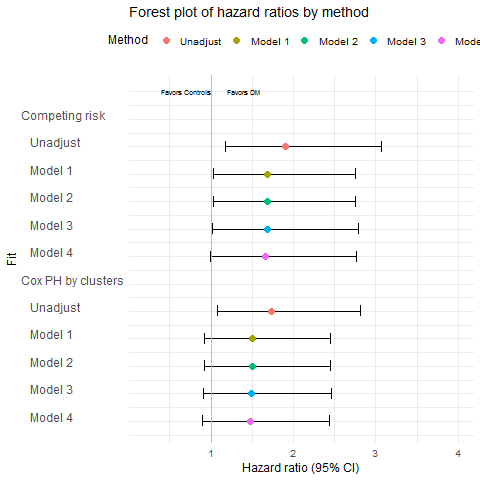 Forest plot of hazard ratios by method
Method Unadjust Model 1 Model 2 Model 3 Mode
Favors Controls Favors DM
Competing risk
Unadjust
Model 1
Model 2
Model 3
Model 4
Cox PH by clusters
Unadjust
Model 1
Model 2
Model 3
Model 4
Fit
1 2 3 4
Hazard ratio (95% CI)